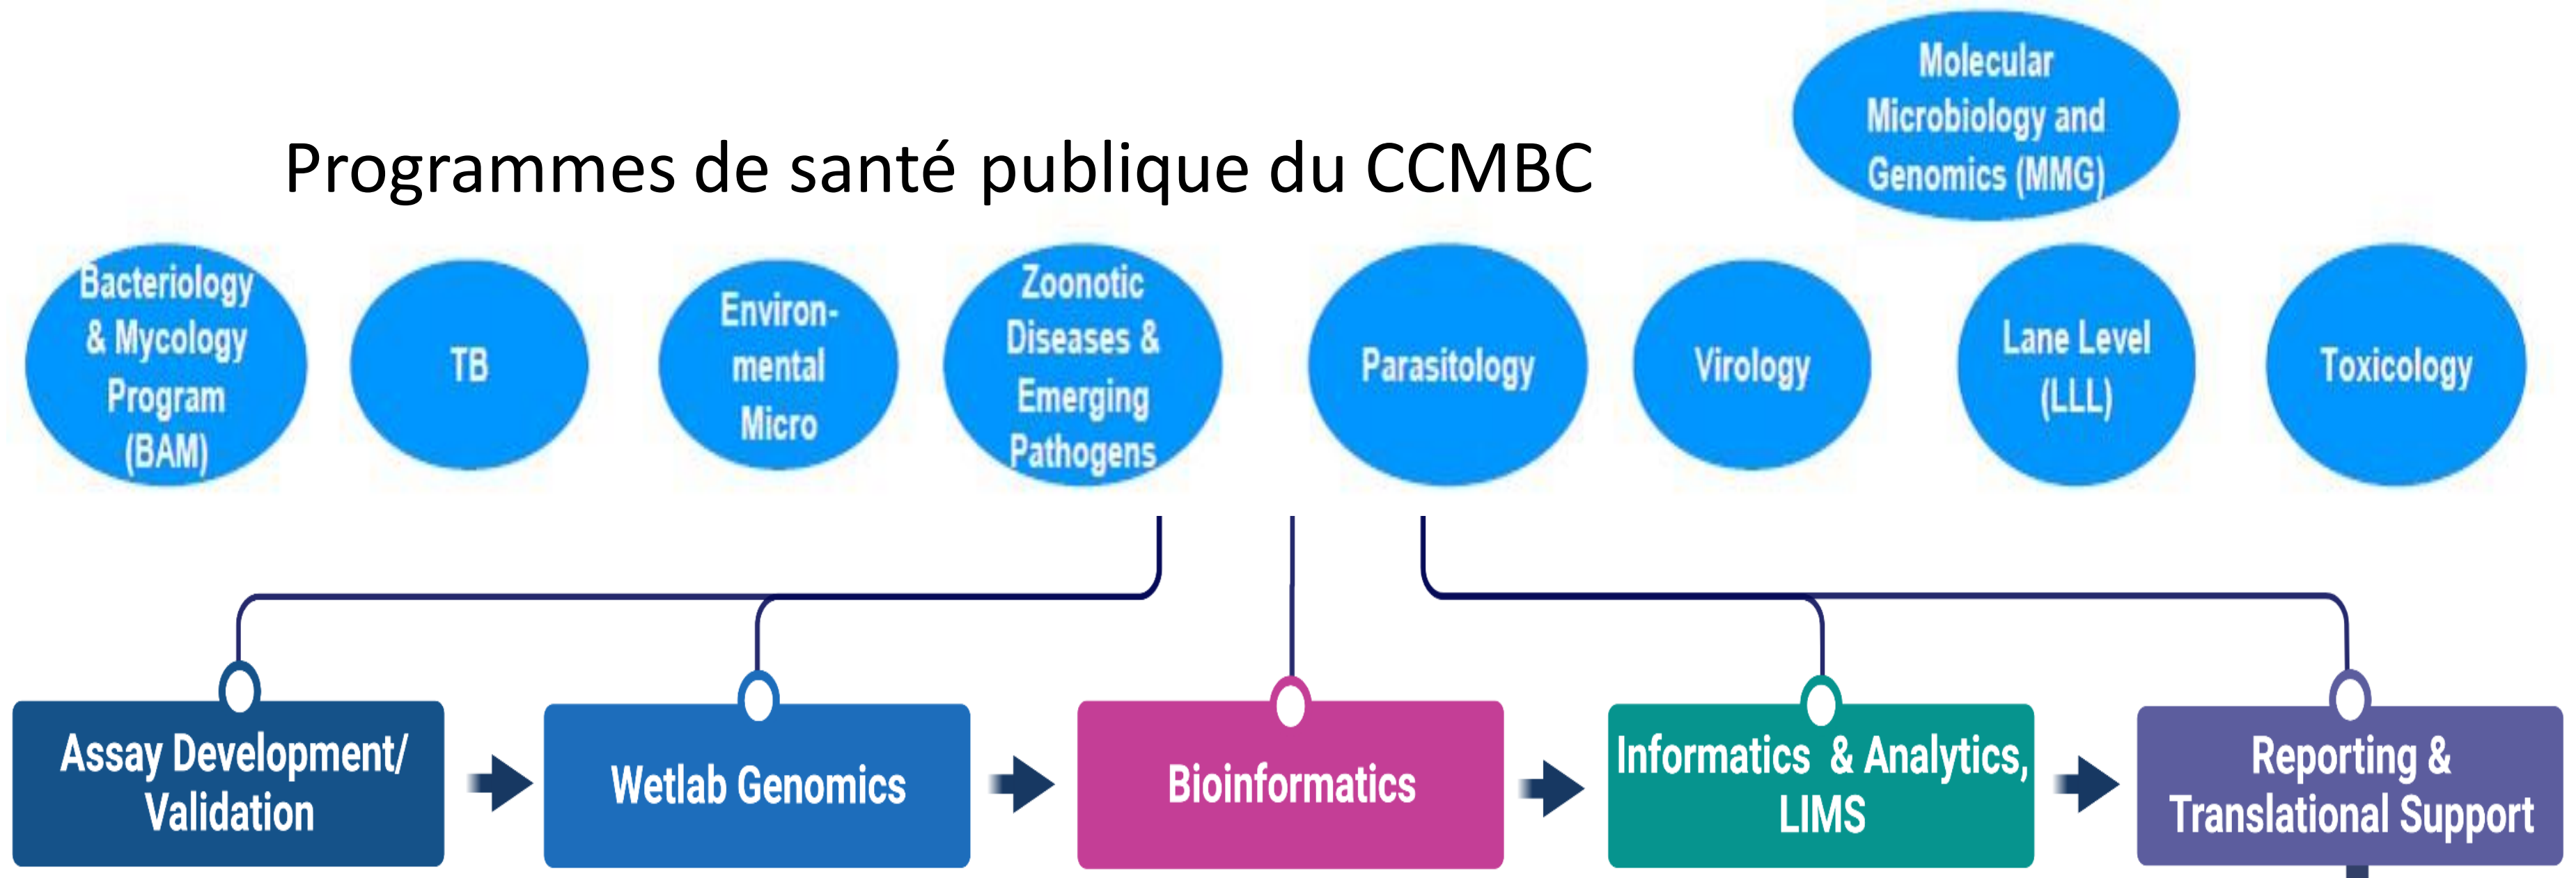 Programmes de santé publique du CCMBC
Molecular
Microbiology and
Genomics (MMG)
Bacteriology
& Mycology
Program
(BAM)
TB
Environ-
mental
Micro
Zoonotic
Diseases &
Emerging
Pathogens
Parasitology
Virology
Lane Level
(LLL)
Toxicology
Assay Development/
Validation
Wetlab Genomics
Bioinformatics
Informatics & Analytics,
LIMS
Reporting &
Translational Support